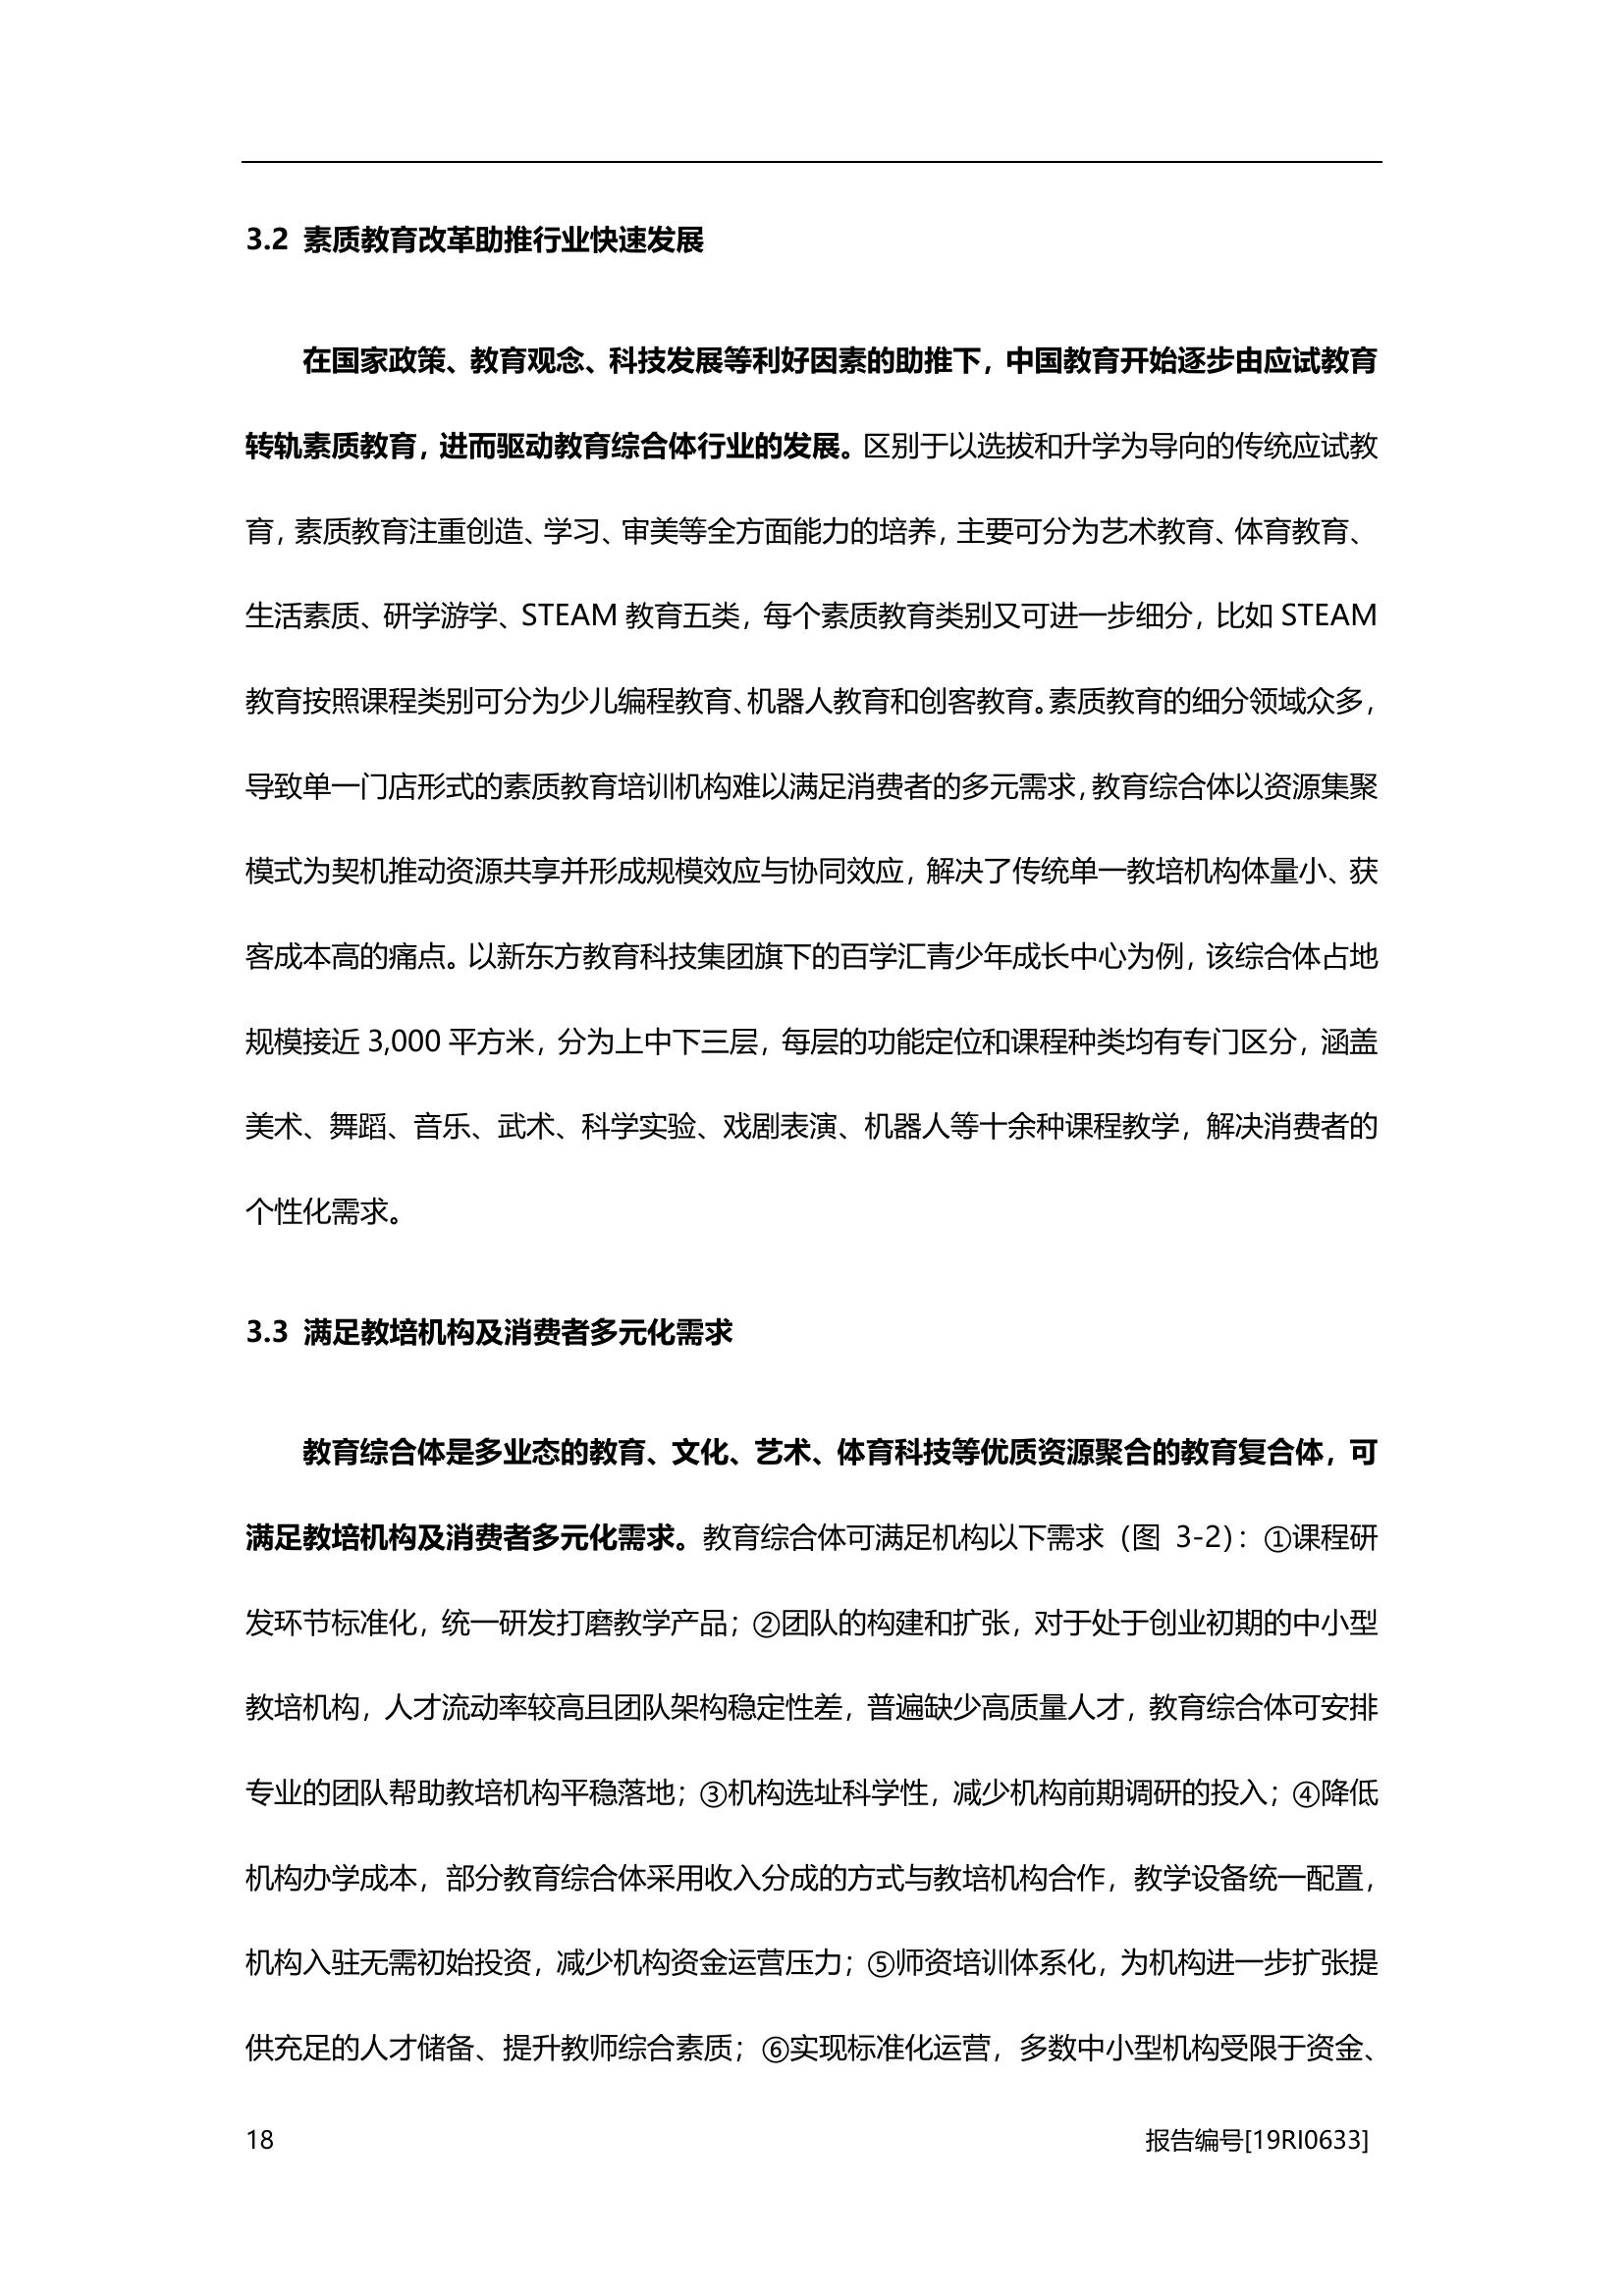 3.2 素质教育改革助推行业快速发展
在国家政策、教育观念、科技发展等利好因素的助推下，中国教育开始逐步由应试教育
转轨素质教育，进而驱动教育综合体行业的发展。区别于以选拔和升学为导向的传统应试教
育，素质教育注重创造、学习、审美等全方面能力的培养，主要可分为艺术教育、体育教育、
生活素质、研学游学、STEAM 教育五类，每个素质教育类别又可进一步细分，比如 STEAM
教育按照课程类别可分为少儿编程教育、机器人教育和创客教育。素质教育的细分领域众多，
导致单一门店形式的素质教育培训机构难以满足消费者的多元需求，教育综合体以资源集聚
模式为契机推动资源共享并形成规模效应与协同效应，解决了传统单一教培机构体量小、获
客成本高的痛点。以新东方教育科技集团旗下的百学汇青少年成长中心为例，该综合体占地
规模接近 3,000 平方米，分为上中下三层，每层的功能定位和课程种类均有专门区分，涵盖
美术、舞蹈、音乐、武术、科学实验、戏剧表演、机器人等十余种课程教学，解决消费者的
个性化需求。
3.3 满足教培机构及消费者多元化需求
教育综合体是多业态的教育、文化、艺术、体育科技等优质资源聚合的教育复合体，可
满足教培机构及消费者多元化需求。教育综合体可满足机构以下需求（图 3-2）：①课程研
发环节标准化，统一研发打磨教学产品；②团队的构建和扩张，对于处于创业初期的中小型
教培机构，人才流动率较高且团队架构稳定性差，普遍缺少高质量人才，教育综合体可安排
专业的团队帮助教培机构平稳落地；③机构选址科学性，减少机构前期调研的投入；④降低
机构办学成本，部分教育综合体采用收入分成的方式与教培机构合作，教学设备统一配置，
机构入驻无需初始投资，减少机构资金运营压力；⑤师资培训体系化，为机构进一步扩张提
供充足的人才储备、提升教师综合素质；⑥实现标准化运营，多数中小型机构受限于资金、
18 报告编号[19RI0633]